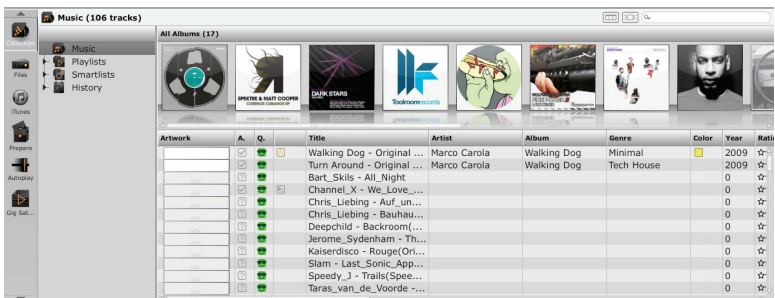 Music (106 tracks)
Collection
Files
iTunes
Prepare
Autoplay
Gig Sat...
Music
Playlists
Smartlists
History
All Albums (17)
SPEKTRE & MATT COOPER
DARK STARS
Toolroomrecords
Artwork A. Q. Title Artist Album Genre Color Year Ratin
Walking Dog - Original ... Marco Carola Walking Dog Minimal 2009
Turn Around - Original ... Marco Carola Walking Dog Tech House 2009
Bart_Skils - All_Night 0
Channel_X - We_Love_... 0
Chris_Liebing - Auf_un... 0
Chris_Liebing - Bauhau... 0
Deepchild - Backroom(... 0
Jerome_Sydenham - Th... 0
Kaiserdisco - Rouge(Ori... 0
Slam - Last_Sonic_App... 0
Speedy_J - Trails(Spee... 0
Taras_van_de_Voorde -... 0